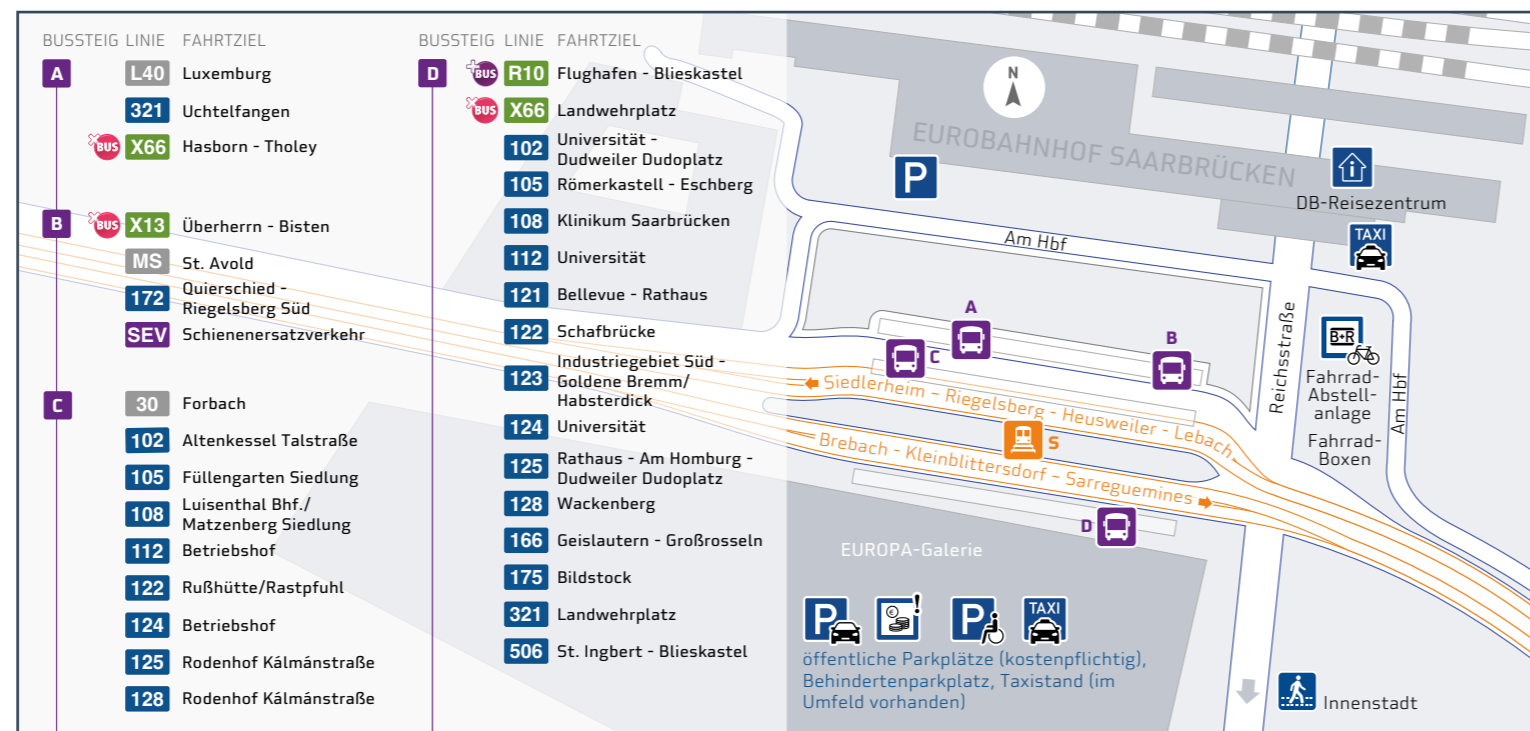 BUSSTEIG LINIE FAHRTZIEL
A L40 Luxemburg
321 Uchtelfangen
xBUS X66 Hasborn - Tholey
B xBUS X13 Überherrn - Bisten
MS St. Avold
172 Quierschied -
Riegelsberg Süd
SEV Schienenersatzverkehr
C 30 Forbach
102 Altenkessel Talstraße
105 Füllengarten Siedlung
108 Luisenthal Bhf./
Matzenberg Siedlung
112 Betriebshof
122 Rußhütte/Rastpfuhl
124 Betriebshof
125 Rodenhof Kálmánstraße
128 Rodenhof Kálmánstraße
BUSSTEIG LINIE FAHRTZIEL
D +BUS R10 Flughafen - Blieskastel
xBUS X66 Landwehrplatz
102 Universität -
Dudweiler Dudoplatz
105 Römerkastell - Eschberg
108 Klinikum Saarbrücken
112 Universität
121 Bellevue - Rathaus
122 Schafbrücke
123 Industriegebiet Süd -
Goldene Bremm/
Habsterdick
124 Universität
125 Rathaus - Am Homburg -
Dudweiler Dudoplatz
128 Wackenberg
166 Geislautern - Großrosseln
175 Bildstock
321 Landwehrplatz
506 St. Ingbert - Blieskastel
N
EUROBAHNHOF SAARBRÜCKEN
P
i
DB-Reisezentrum
TAXI
Am Hbf
A
B
C
Reichsstraße
B+R
Fahrrad-
Abstell-
anlage
Fahrrad-
Boxen
Am Hbf
Siedlerheim - Riegelsberg - Heusweiler - Lebach
S
Brebach - Kleinblittersdorf - Sarreguemines
D
EUROPA-Galerie
P € ! P TAXI
öffentliche Parkplätze (kostenpflichtig),
Behindertenparkplatz, Taxistand (im
Umfeld vorhanden)
Innenstadt